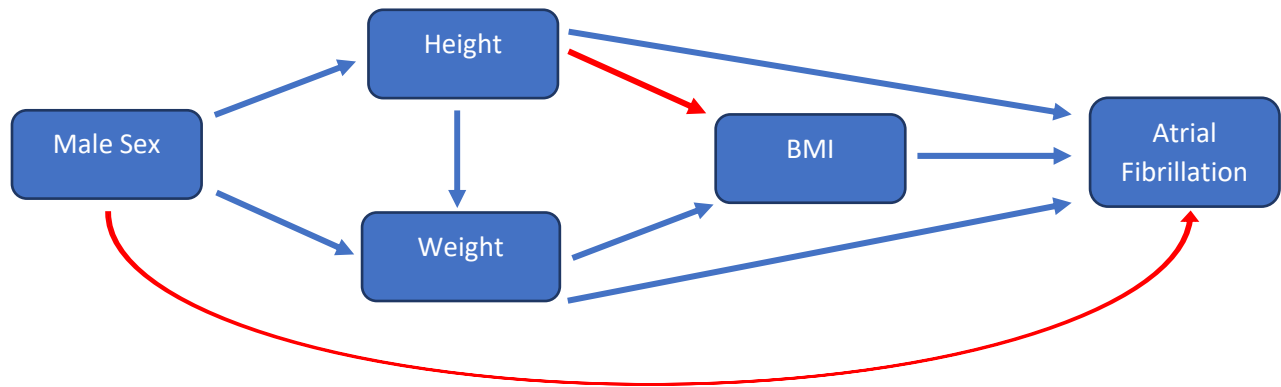 Height
Male Sex
BMI
Atrial
Fibrillation
Weight